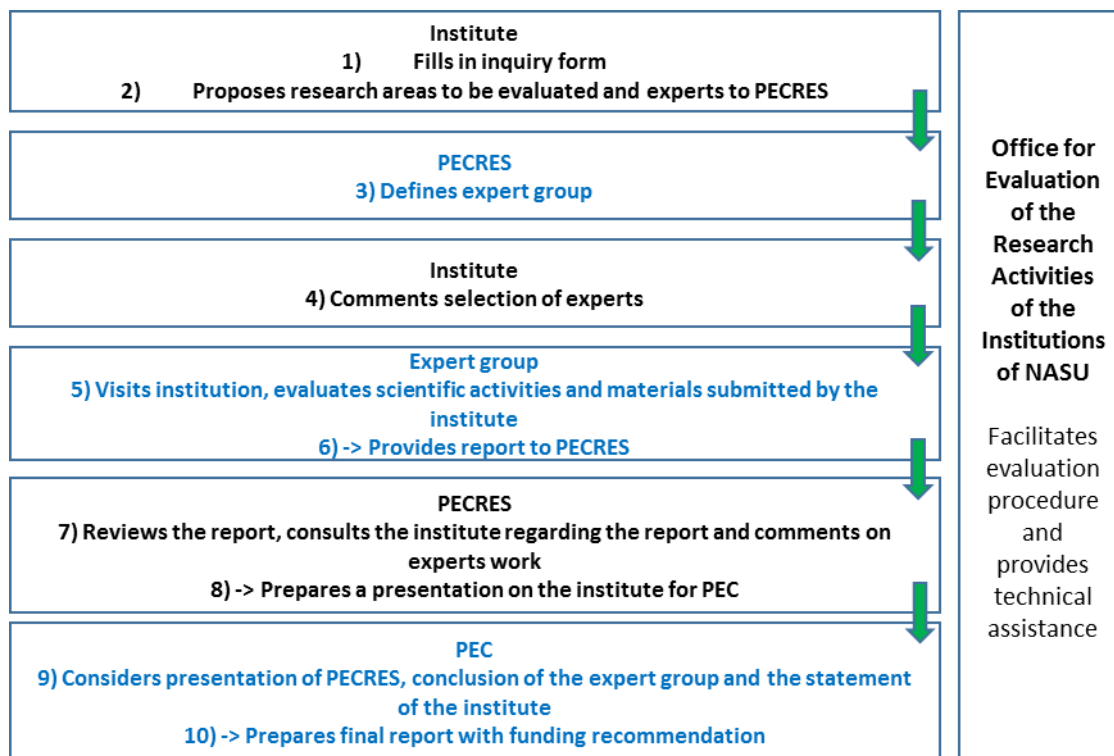 Institute
1) Fills in inquiry form
2) Proposes research areas to be evaluated and experts to PECRES
PECRES
3) Defines expert group
Institute
4) Comments selection of experts
Expert group
5) Visits institution, evaluates scientific activities and materials submitted by the
institute
6) -> Provides report to PECRES
PECRES
7) Reviews the report, consults the institute regarding the report and comments on
experts work
8) -> Prepares a presentation on the institute for PEC
PEC
9) Considers presentation of PECRES, conclusion of the expert group and the statement
of the institute
10) -> Prepares final report with funding recommendation
Office for
Evaluation
of the
Research
Activities
of the
Institutions
of NASU
Facilitates
evaluation
procedure
and
provides
technical
assistance